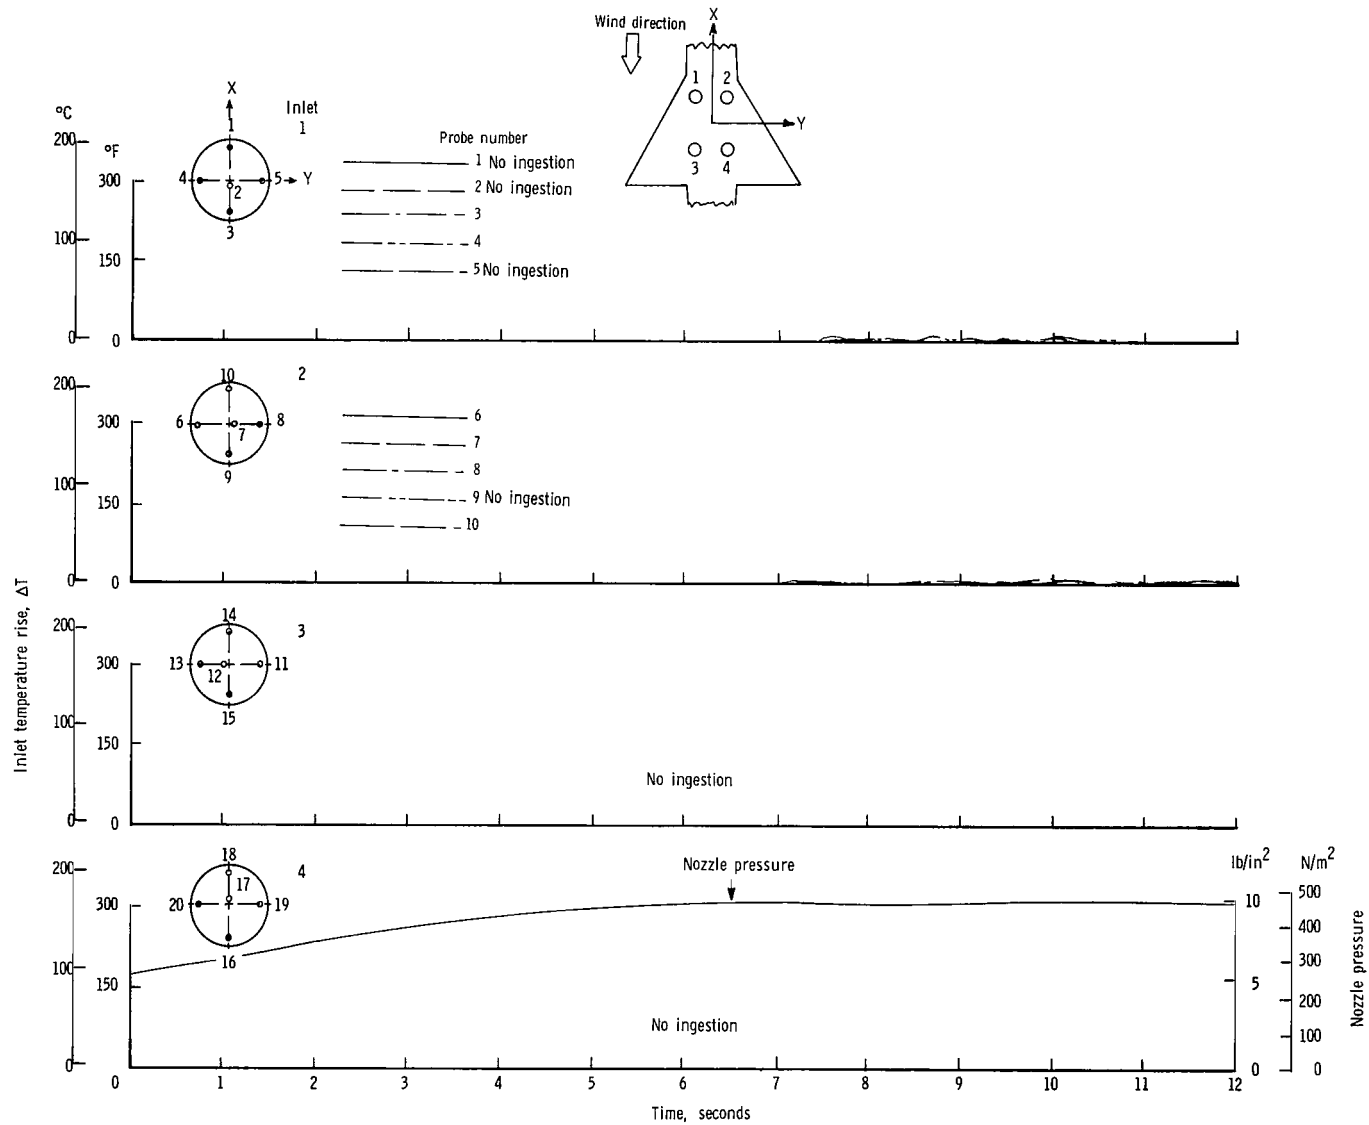 Wind direction
X
Y
1 2
3 4
°C
°F
200
100
0
300
150
0
X
Y
Inlet
1
1
4 5
2
3
Probe number
1 No ingestion
2 No ingestion
3
4
5 No ingestion
200
100
0
300
150
0
10
2
6 8
7
9
6
7
8
9 No ingestion
10
Inlet temperature rise, ΔT
200
100
0
300
150
0
14
3
13 11
12
15
No ingestion
200
100
0
300
150
18
4
17
20 19
16
Nozzle pressure
No ingestion
lb/in²
10
5
0
N/m²
500
400
300
200
100
0
Nozzle pressure
0 1 2 3 4 5 6 7 8 9 10 11 12
Time, seconds